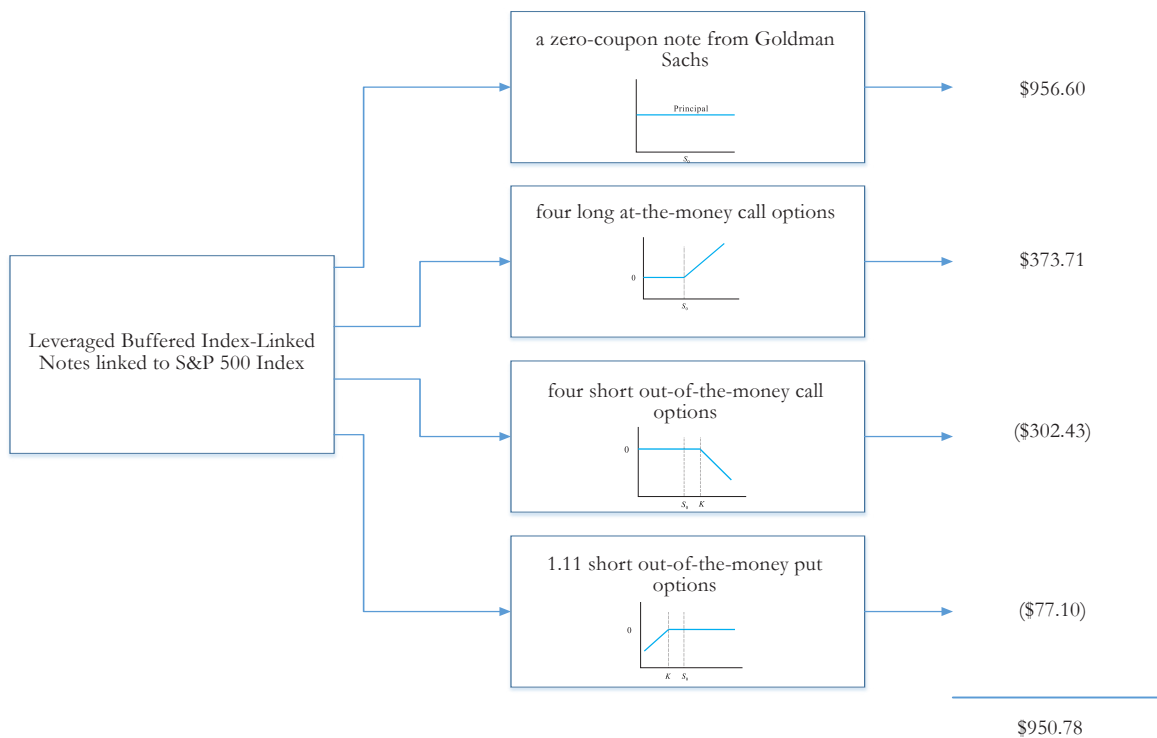 a zero-coupon note from Goldman
Sachs
Principal
S₀
$956.60
four long at-the-money call options
0
S₀
$373.71
Leveraged Buffered Index-Linked
Notes linked to S&P 500 Index
four short out-of-the-money call
options
0
S₀ K
($302.43)
1.11 short out-of-the-money put
options
0
K S₀
($77.10)
$950.78